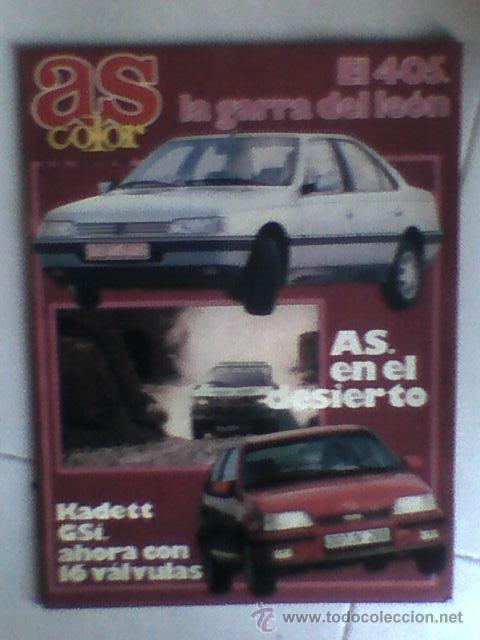 as
color
El 405.
la garra del león
A.S.
en el
desierto
Kadett
GSi.
ahora con
16 válvulas
www.todocoleccion.net